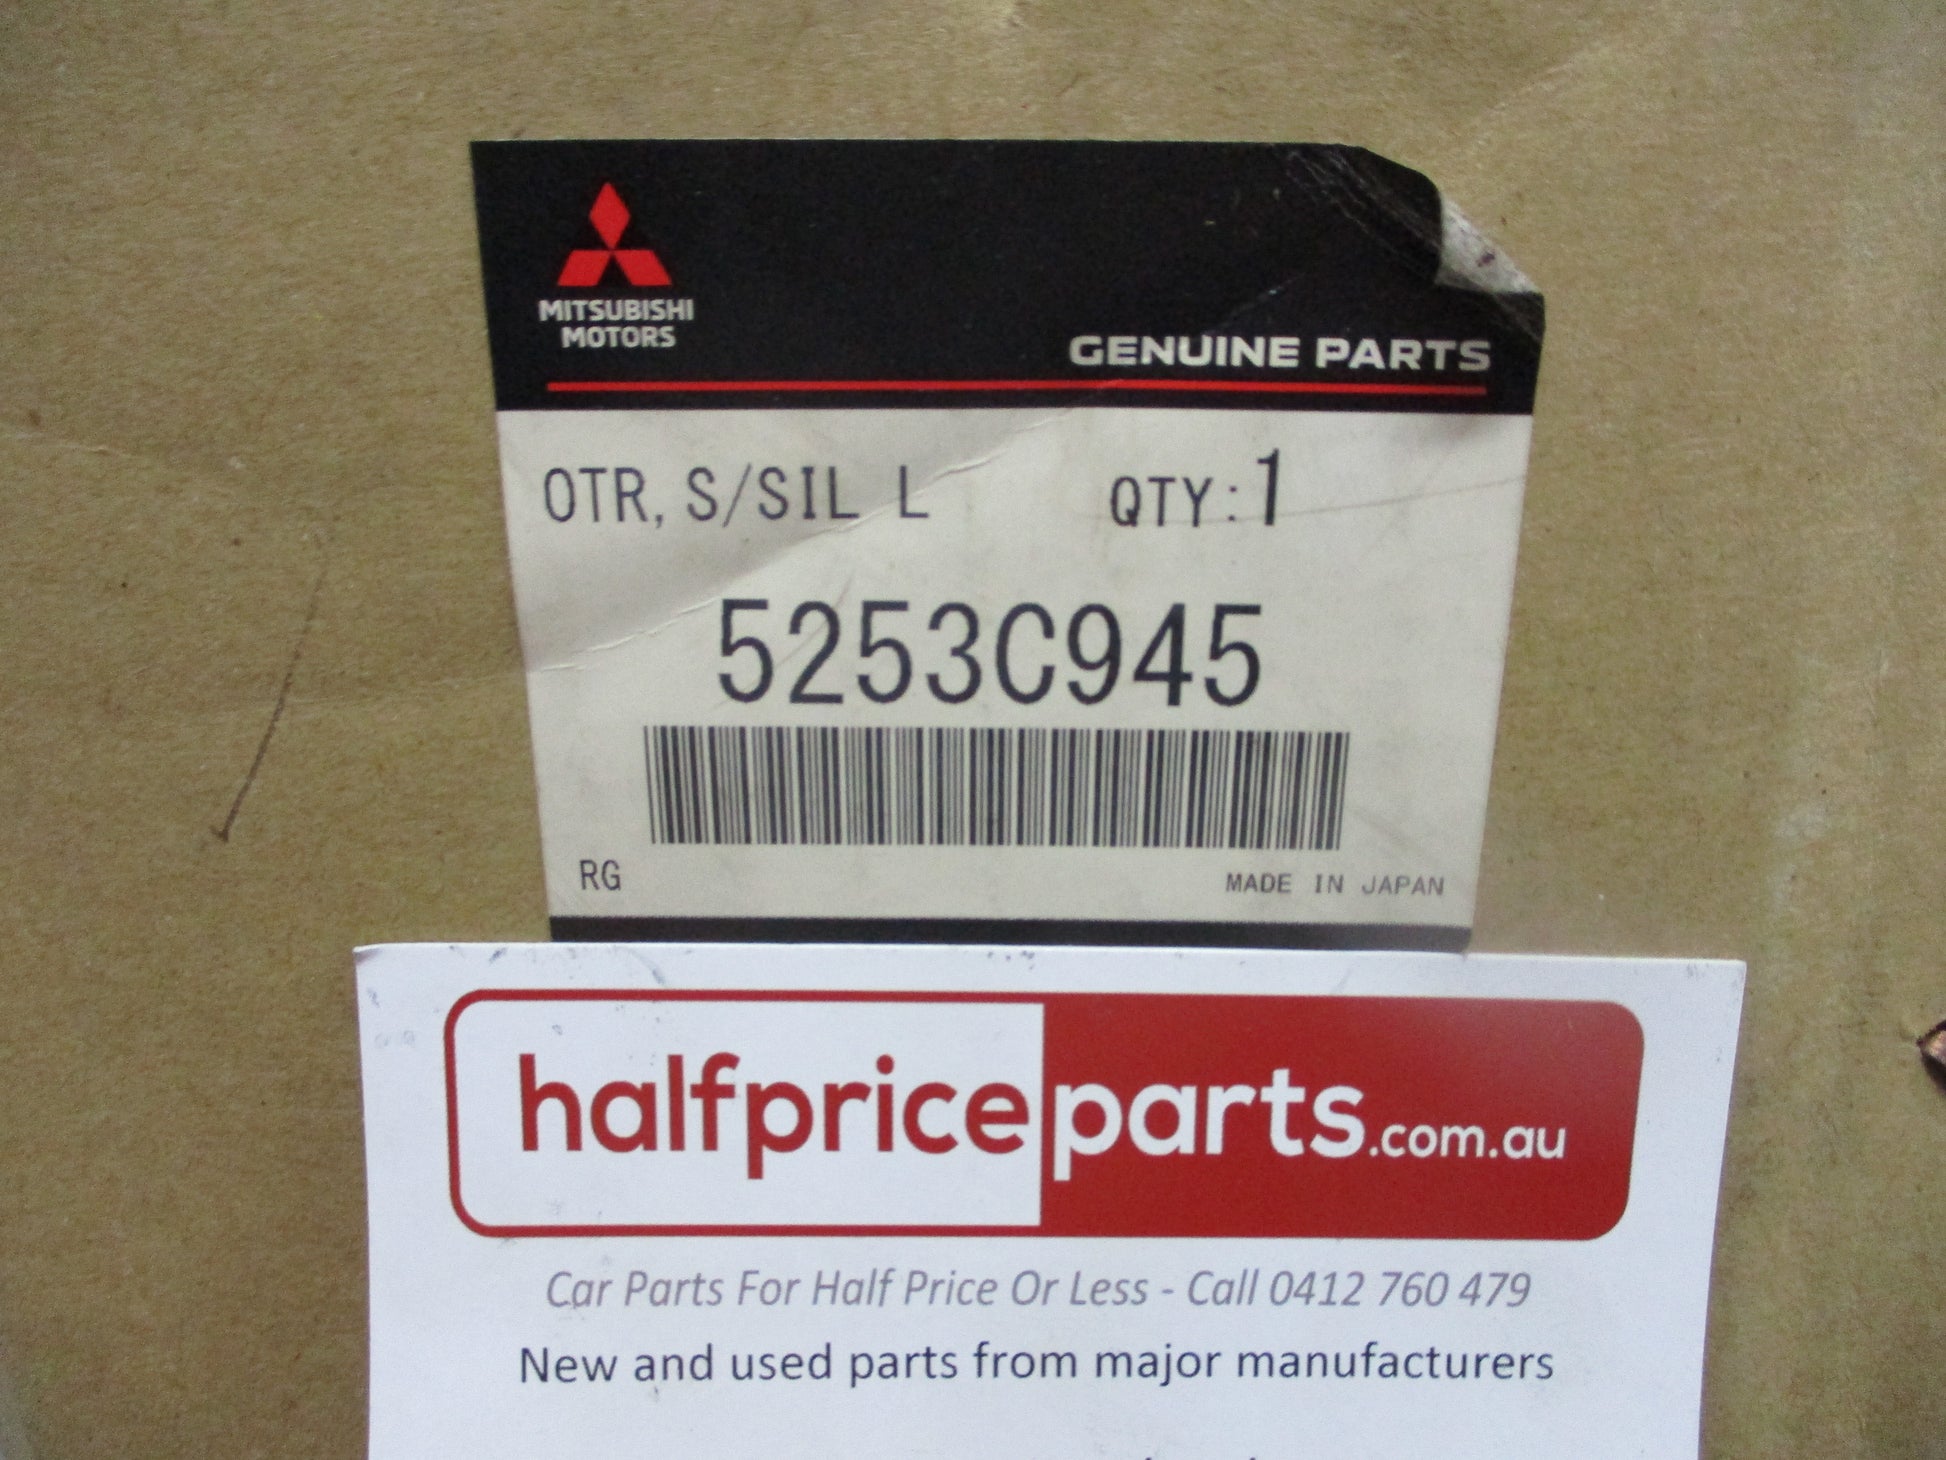 MITSUBISHI
MOTORS
GENUINE PARTS
OTR, S/SIL L QTY:1
5253C945
RG MADE IN JAPAN
halfpriceparts.com.au
Car Parts For Half Price Or Less - Call 0412 760 479
New and used parts from major manufacturers